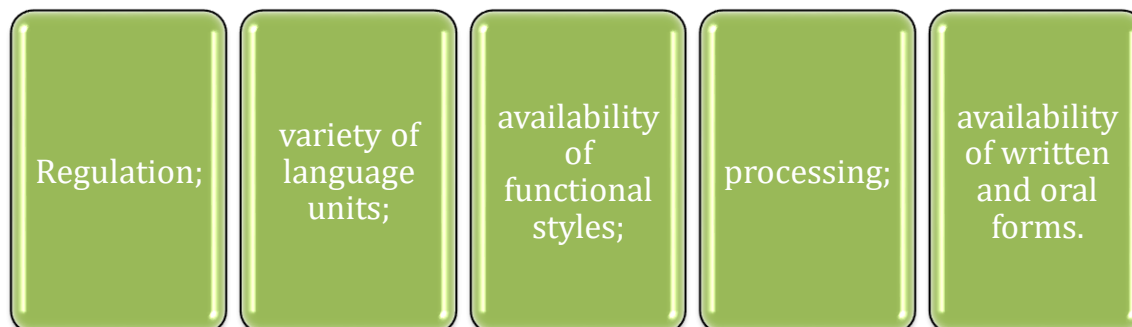 Regulation;
variety of
language
units;
availability
of
functional
styles;
processing;
availability
of written
and oral
forms.